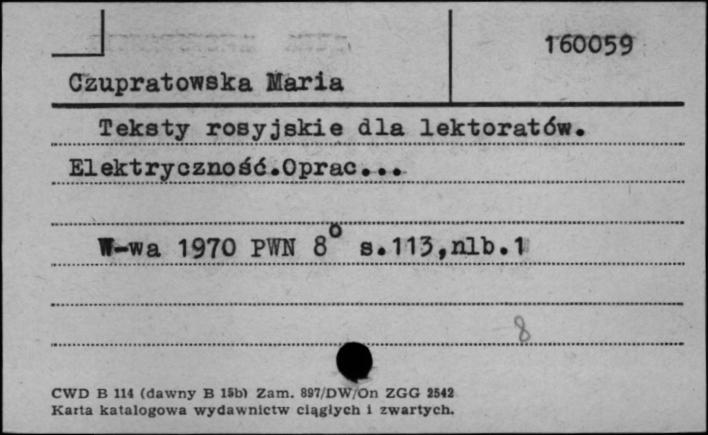 160059
Czupratowska Maria
Teksty rosyjskie dla lektoratów.
Elektryczność.Oprac...
W-wa 1970 PWN 8° s.113,nlb.1
8
CWD B 114 (dawny B 15b) Zam. 897/DW/On ZGG 2542
Karta katalogowa wydawnictw ciągłych i zwartych.